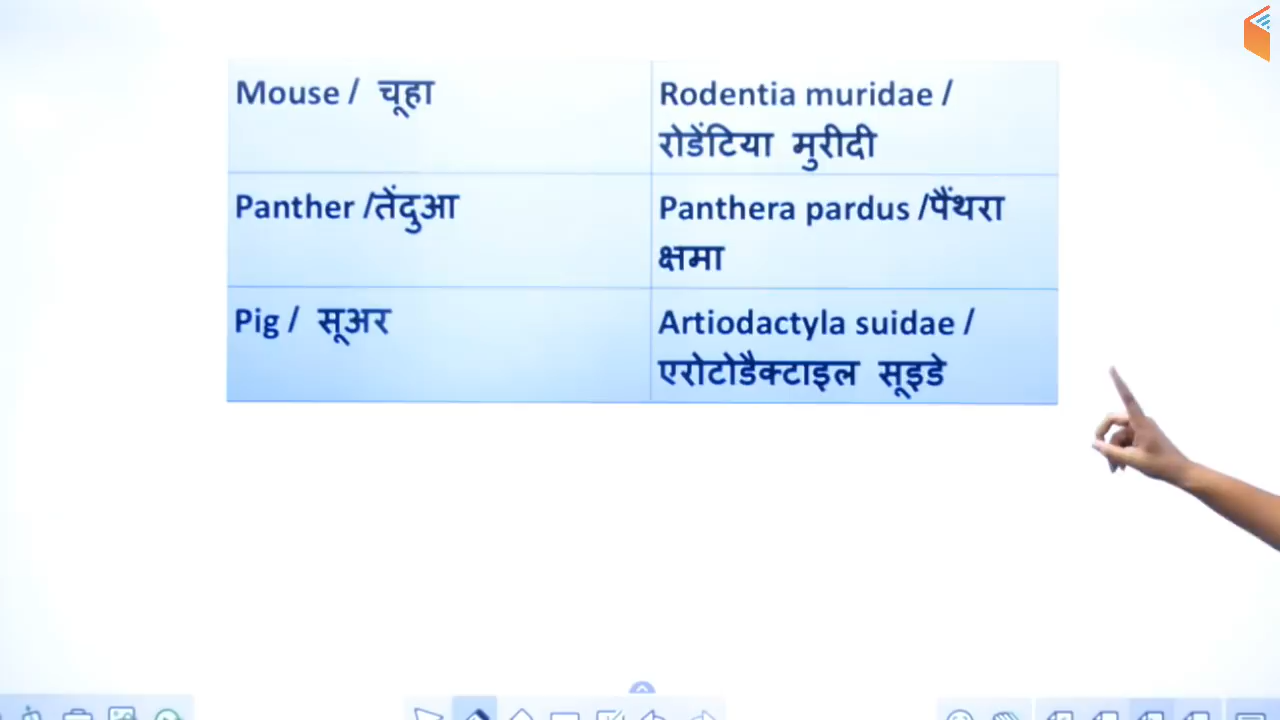 Mouse / चूहा
Rodentia muridae /
रोडेंटिया मुरीदी
Panther /तेंदुआ
Panthera pardus /पैंथरा
क्षमा
Pig / सूअर
Artiodactyla suidae /
एरोटोडैक्टाइल सूइडे